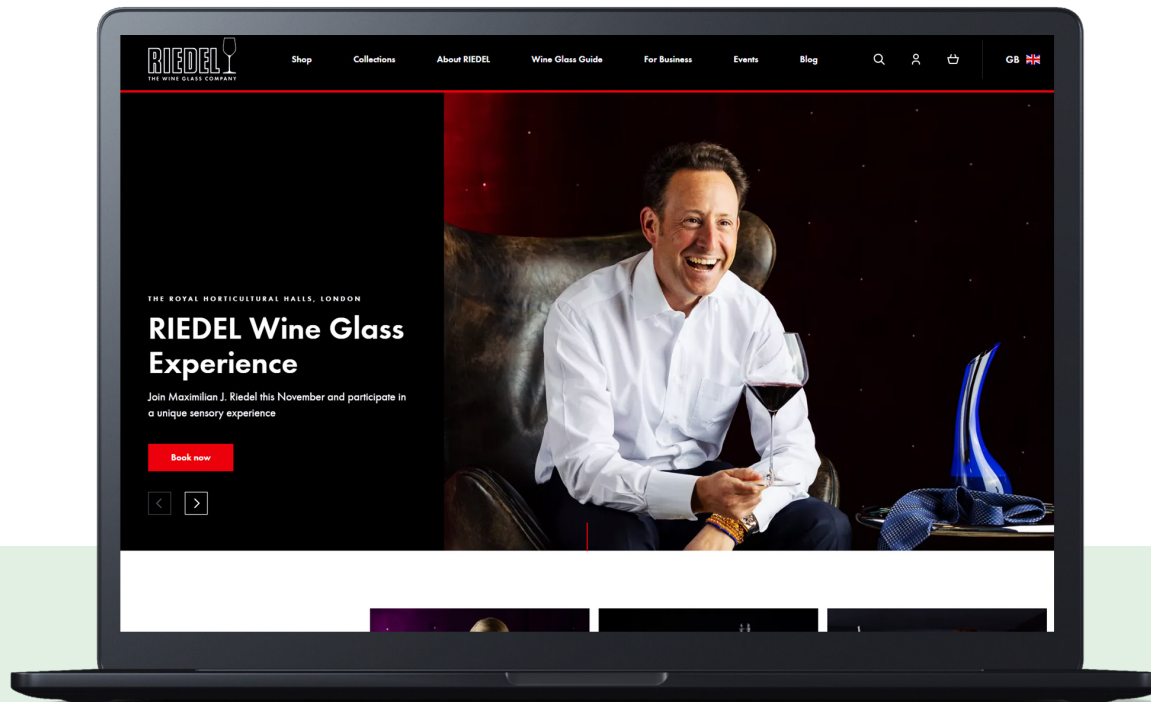 RIEDEL
THE WINE GLASS COMPANY
Shop
Collections
About RIEDEL
Wine Glass Guide
For Business
Events
Blog
GB
THE ROYAL HORTICULTURAL HALLS, LONDON
RIEDEL Wine Glass
Experience
Join Maximilian J. Riedel this November and participate in
a unique sensory experience
Book now